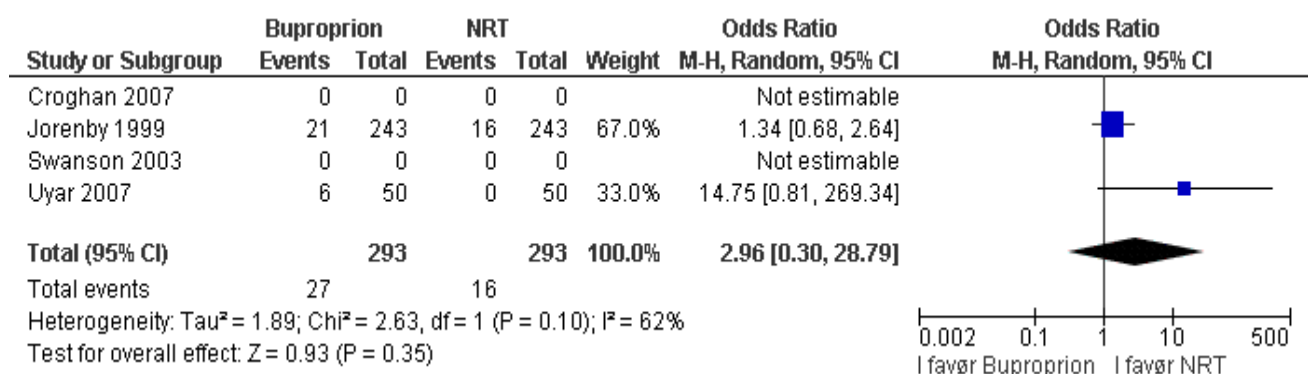 Buproprion NRT Odds Ratio Odds Ratio
Study or Subgroup Events Total Events Total Weight M-H, Random, 95% CI M-H, Random, 95% CI
Croghan 2007 0 0 0 0 Not estimable
Jorenby 1999 21 243 16 243 67.0% 1.34 [0.68, 2.64]
Swanson 2003 0 0 0 0 Not estimable
Uyar 2007 6 50 0 50 33.0% 14.75 [0.81, 269.34]
Total (95% CI) 293 293 100.0% 2.96 [0.30, 28.79]
Total events 27 16
Heterogeneity: Tau² = 1.89; Chi² = 2.63, df = 1 (P = 0.10); I² = 62%
Test for overall effect: Z = 0.93 (P = 0.35)
0.002 0.1 1 10 500
I favør Buproprion I favør NRT